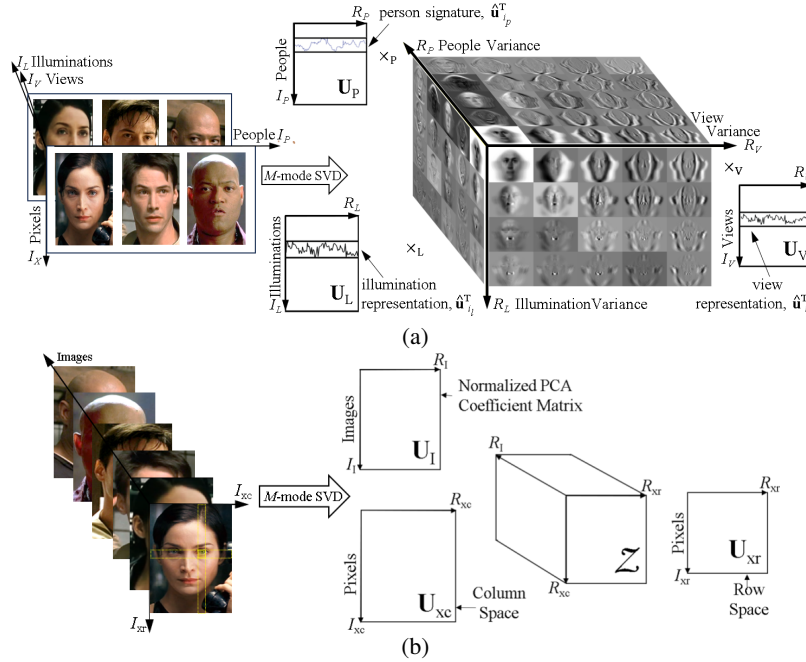 R_P person signature, û^T_{i_p}
People
I_P
U_P
×_P
I_L Illuminations
I_V Views
People I_P
Pixels
I_X
M-mode SVD
R_L
Illuminations
I_L
U_L
×_L
illumination
representation, û^T_{i_l}
R_P People Variance
View
Variance
R_V
×_V
R_L Illumination Variance
R
Views
I_V
U_V
view
representation, û^T
(a)
Images
I_xc
I_xr
M-mode SVD
R_I
Images
I_I
U_I
Normalized PCA
Coefficient Matrix
R_xc
Pixels
I_xc
U_xc
Column
Space
R_I
R_xr
R_xc
Z
R_xr
Pixels
I_xr
U_xr
Row
Space
(b)